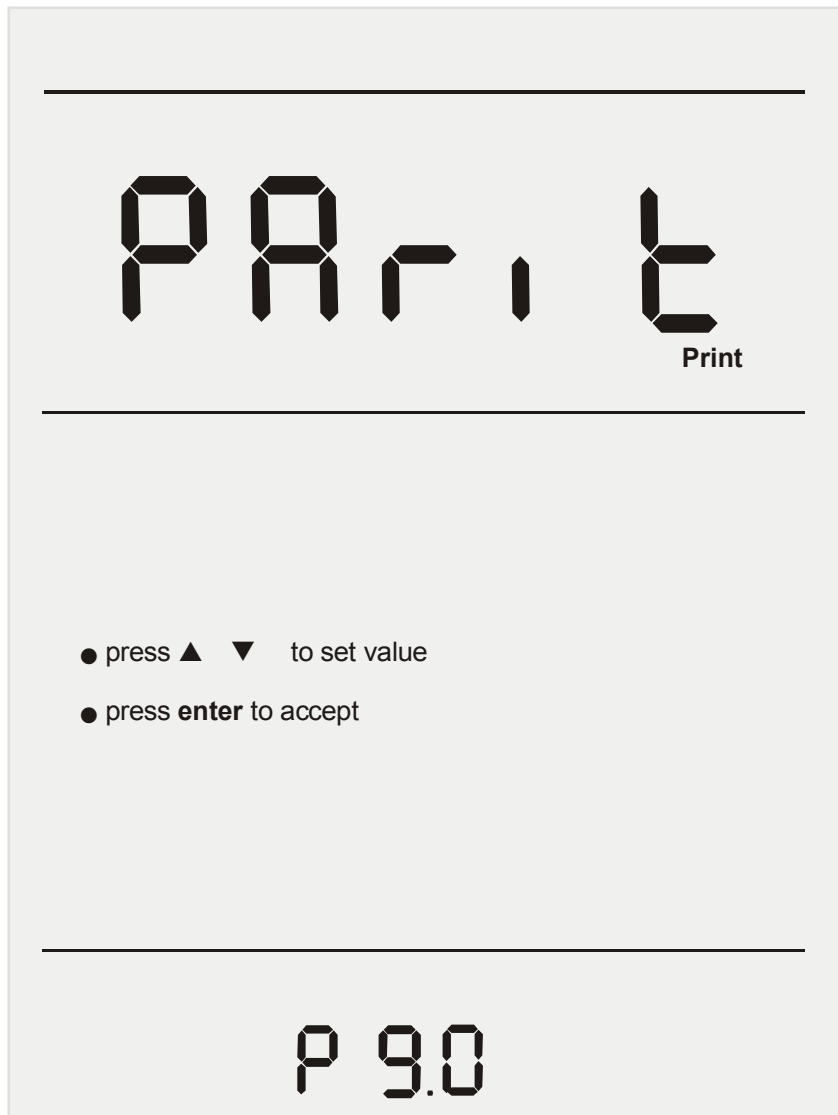 PArit
Print
● press ▲ ▼ to set value
● press enter to accept
P 9.0